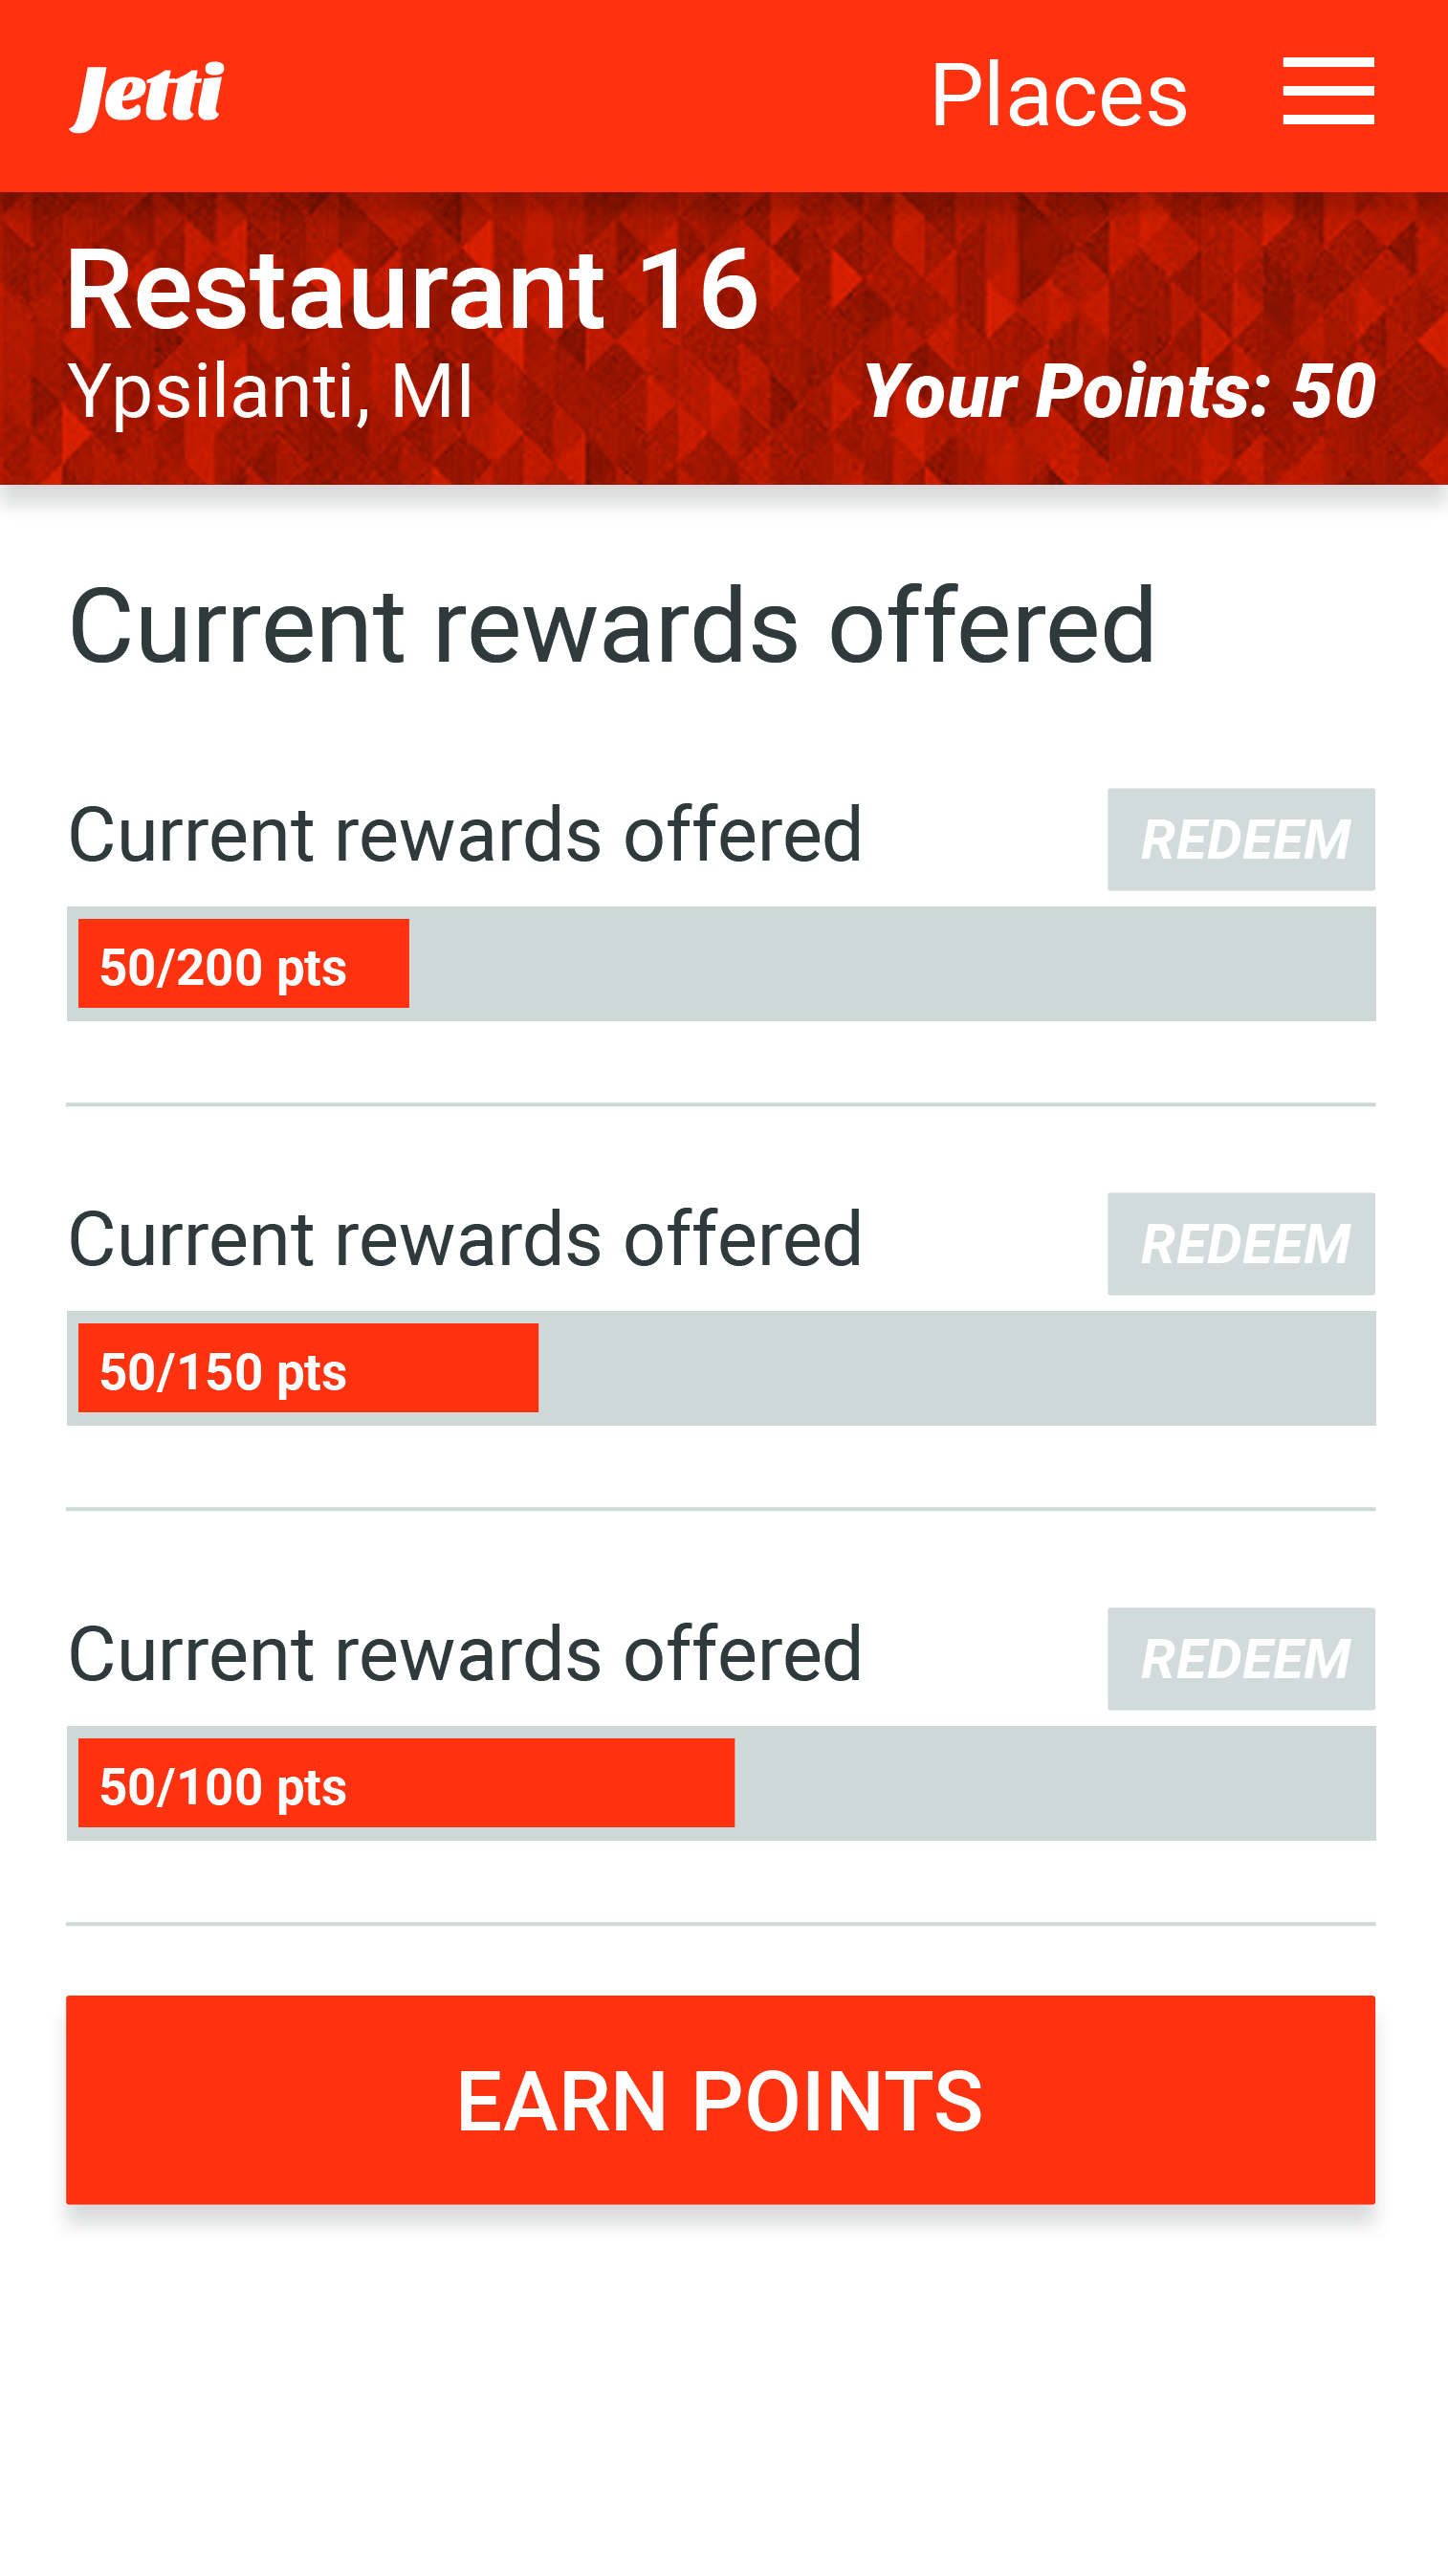 Jetti
Places
Restaurant 16
Ypsilanti, MI
Your Points: 50
Current rewards offered
Current rewards offered
REDEEM
50/200 pts
Current rewards offered
REDEEM
50/150 pts
Current rewards offered
REDEEM
50/100 pts
EARN POINTS